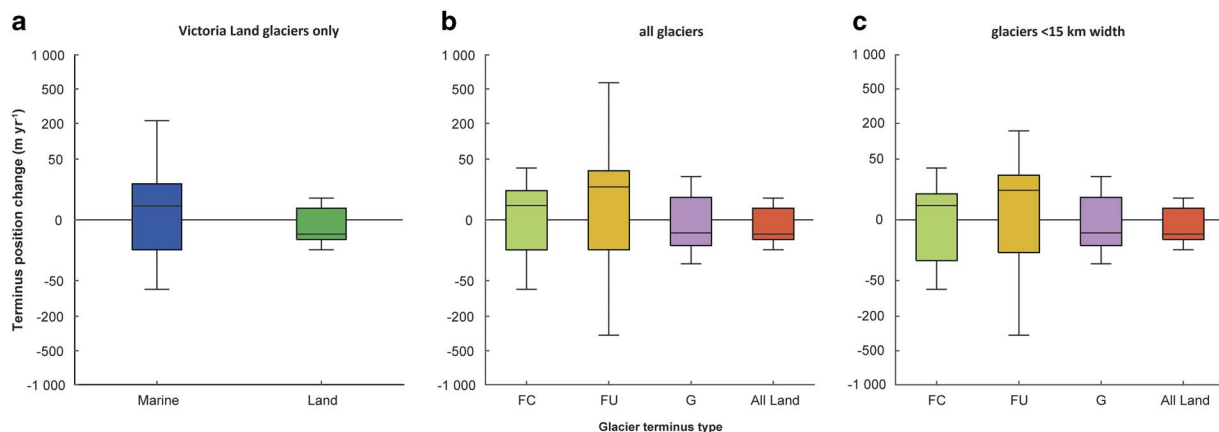 a
Victoria Land glaciers only
Terminus position change (m yr⁻¹)
1 000
500
200
50
0
-50
-200
-500
-1 000
Marine Land
b
all glaciers
1 000
500
200
50
0
-50
-200
-500
-1 000
FC FU G All Land
Glacier terminus type
c
glaciers <15 km width
1 000
500
200
50
0
-50
-200
-500
-1 000
FC FU G All Land